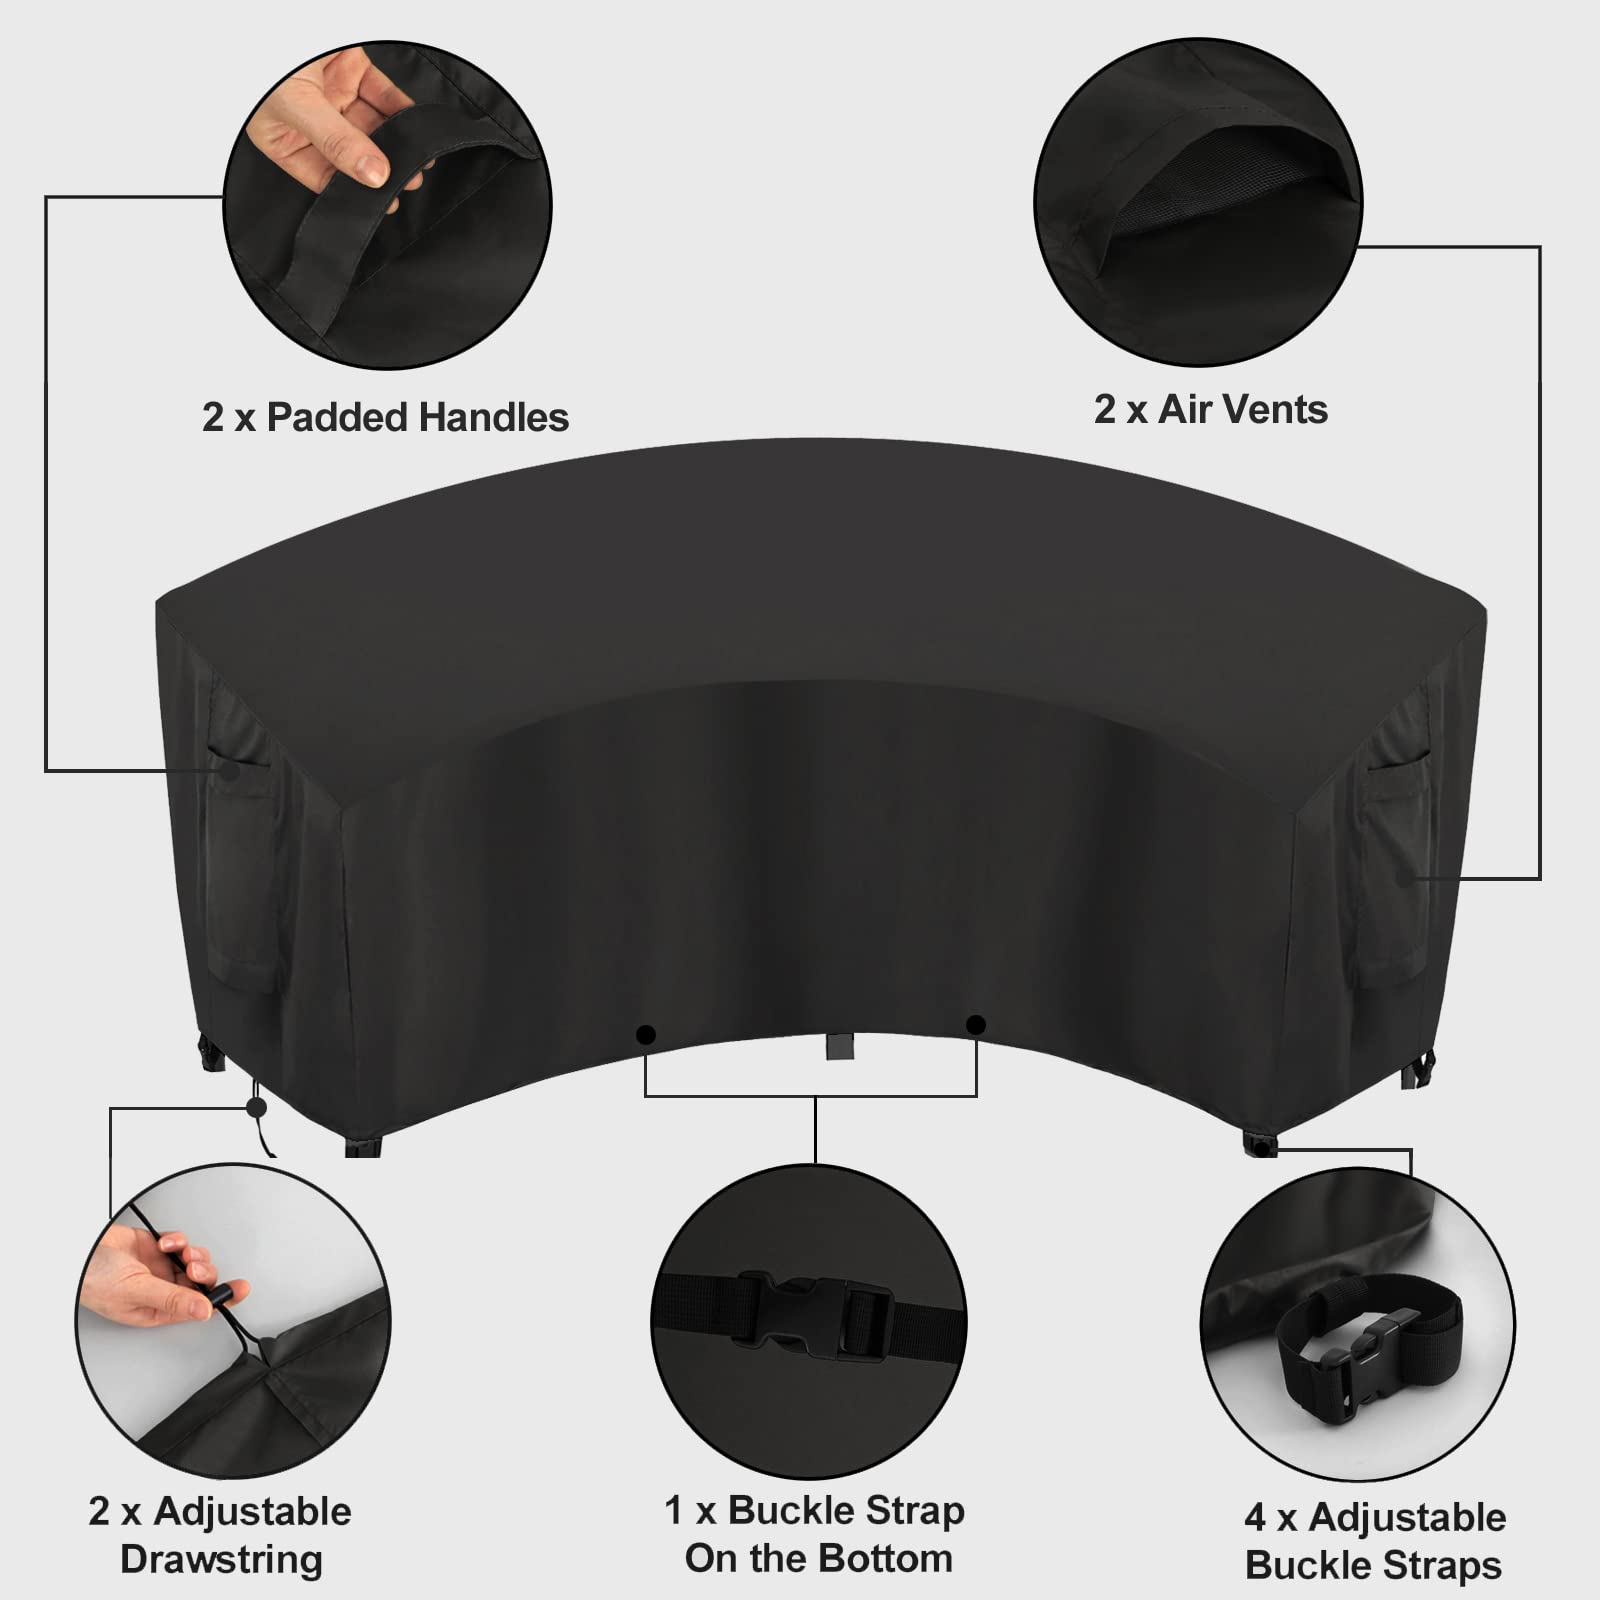 2 x Padded Handles
2 x Air Vents
2 x Adjustable
Drawstring
1 x Buckle Strap
On the Bottom
4 x Adjustable
Buckle Straps